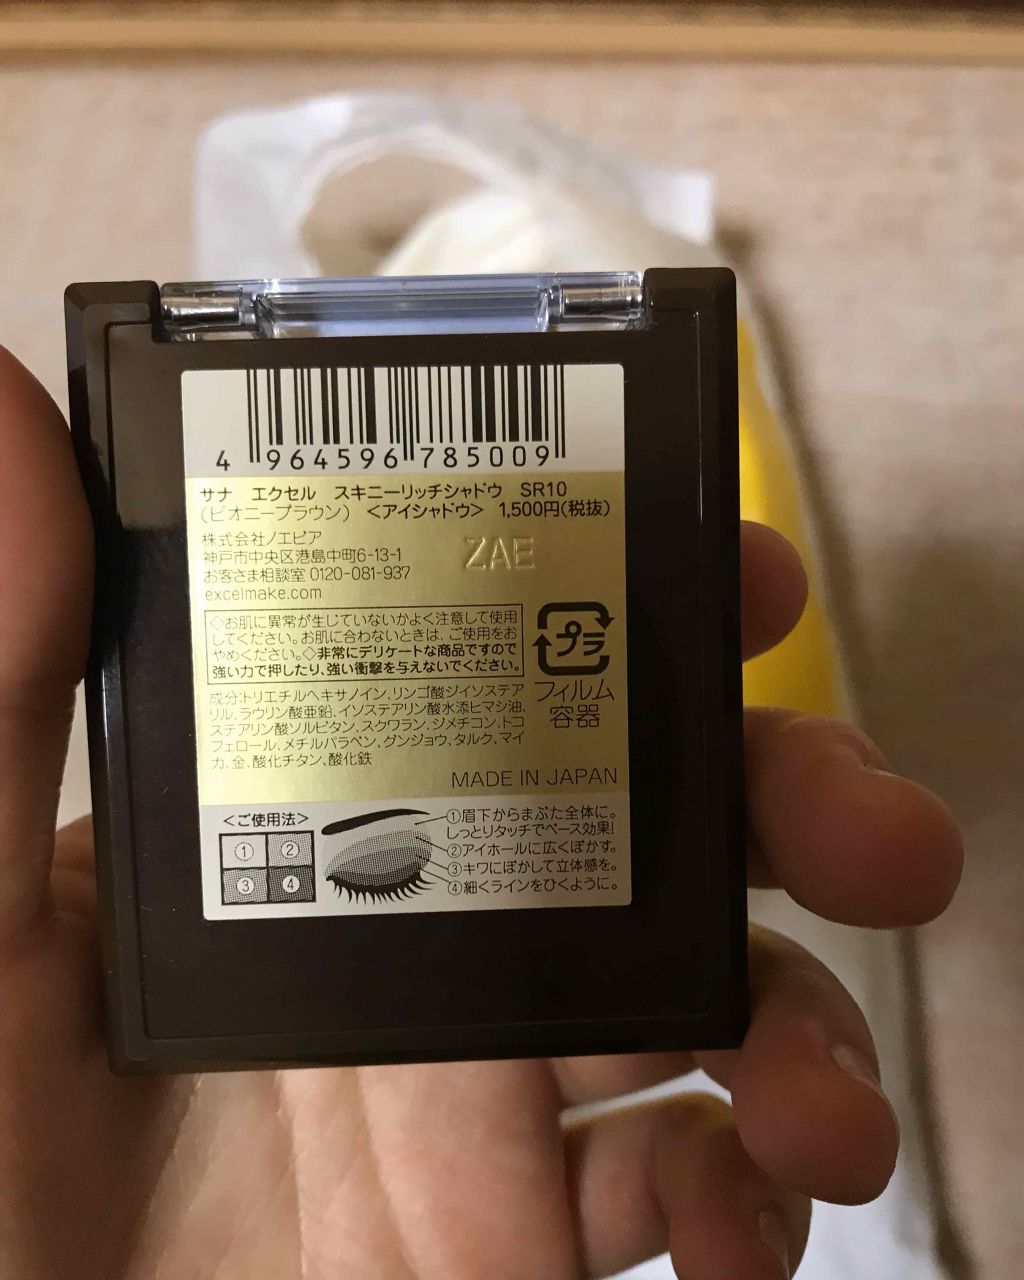 4 964596 785009
サナ エクセル スキニーリッチシャドウ SR10
(ピオニーブラウン) <アイシャドウ> 1,500円(税抜)
株式会社ノエビア
神戸市中央区港島中町6-13-1
お客さま相談室 0120-081-937
excelmake.com
ZAE
◇お肌に異常が生じていないかよく注意して使用
してください。お肌に合わないときは、ご使用をお
やめください。◇非常にデリケートな商品ですので
強い力で押したり、強い衝撃を与えないでください。
プラ
フィルム
容器
成分:トリエチルヘキサノイン、リンゴ酸ジイソステア
リル、ラウリン酸亜鉛、イソステアリン酸水添ヒマシ油、
ステアリン酸ソルビタン、スクワラン、ジメチコン、トコ
フェロール、メチルパラベン、グンジョウ、タルク、マイ
カ、金、酸化チタン、酸化鉄
MADE IN JAPAN
<ご使用法>
① ②
③ ④
①眉下からまぶた全体に。
しっとりタッチでベース効果!
②アイホールに広くぼかす。
③キワにぼかして立体感を。
④細くラインをひくように。